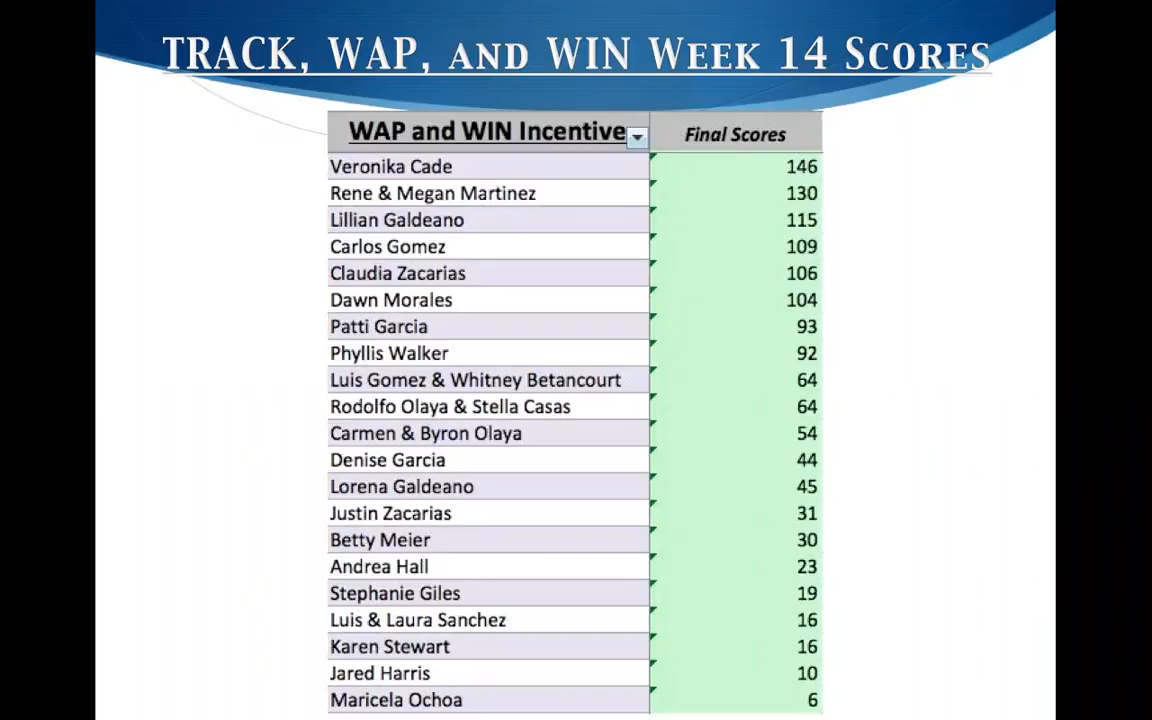 TRACK, WAP, AND WIN WEEK 14 SCORES
WAP and WIN Incentive Final Scores
Veronika Cade 146
Rene & Megan Martinez 130
Lillian Galdeano 115
Carlos Gomez 109
Claudia Zacarias 106
Dawn Morales 104
Patti Garcia 93
Phyllis Walker 92
Luis Gomez & Whitney Betancourt 64
Rodolfo Olaya & Stella Casas 64
Carmen & Byron Olaya 54
Denise Garcia 44
Lorena Galdeano 45
Justin Zacarias 31
Betty Meier 30
Andrea Hall 23
Stephanie Giles 19
Luis & Laura Sanchez 16
Karen Stewart 16
Jared Harris 10
Maricela Ochoa 6